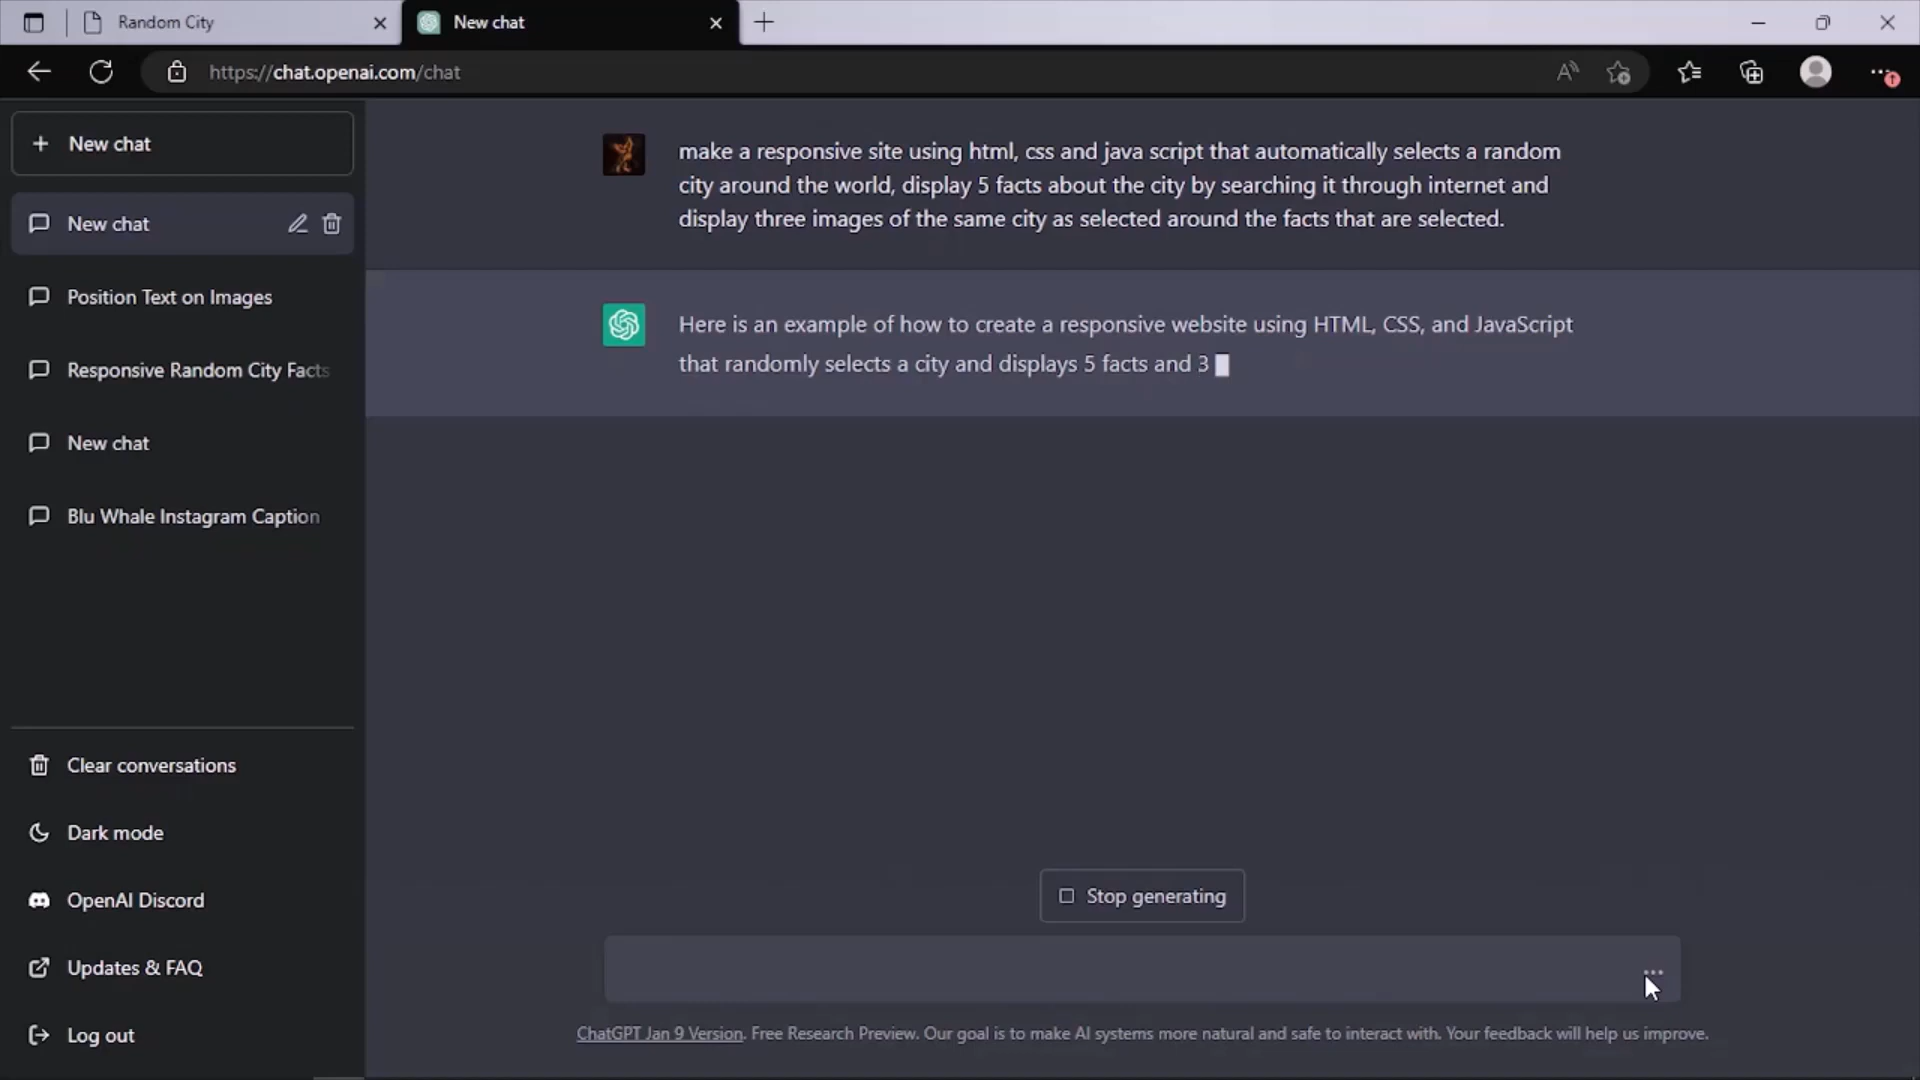 Random City
New chat
https://chat.openai.com/chat
New chat
New chat
Position Text on Images
Responsive Random City Facts
New chat
Blu Whale Instagram Caption
Clear conversations
Dark mode
OpenAI Discord
Updates & FAQ
Log out
make a responsive site using html, css and java script that automatically selects a random
city around the world, display 5 facts about the city by searching it through internet and
display three images of the same city as selected around the facts that are selected.
Here is an example of how to create a responsive website using HTML, CSS, and JavaScript
that randomly selects a city and displays 5 facts and 3
Stop generating
ChatGPT Jan 9 Version. Free Research Preview. Our goal is to make AI systems more natural and safe to interact with. Your feedback will help us improve.